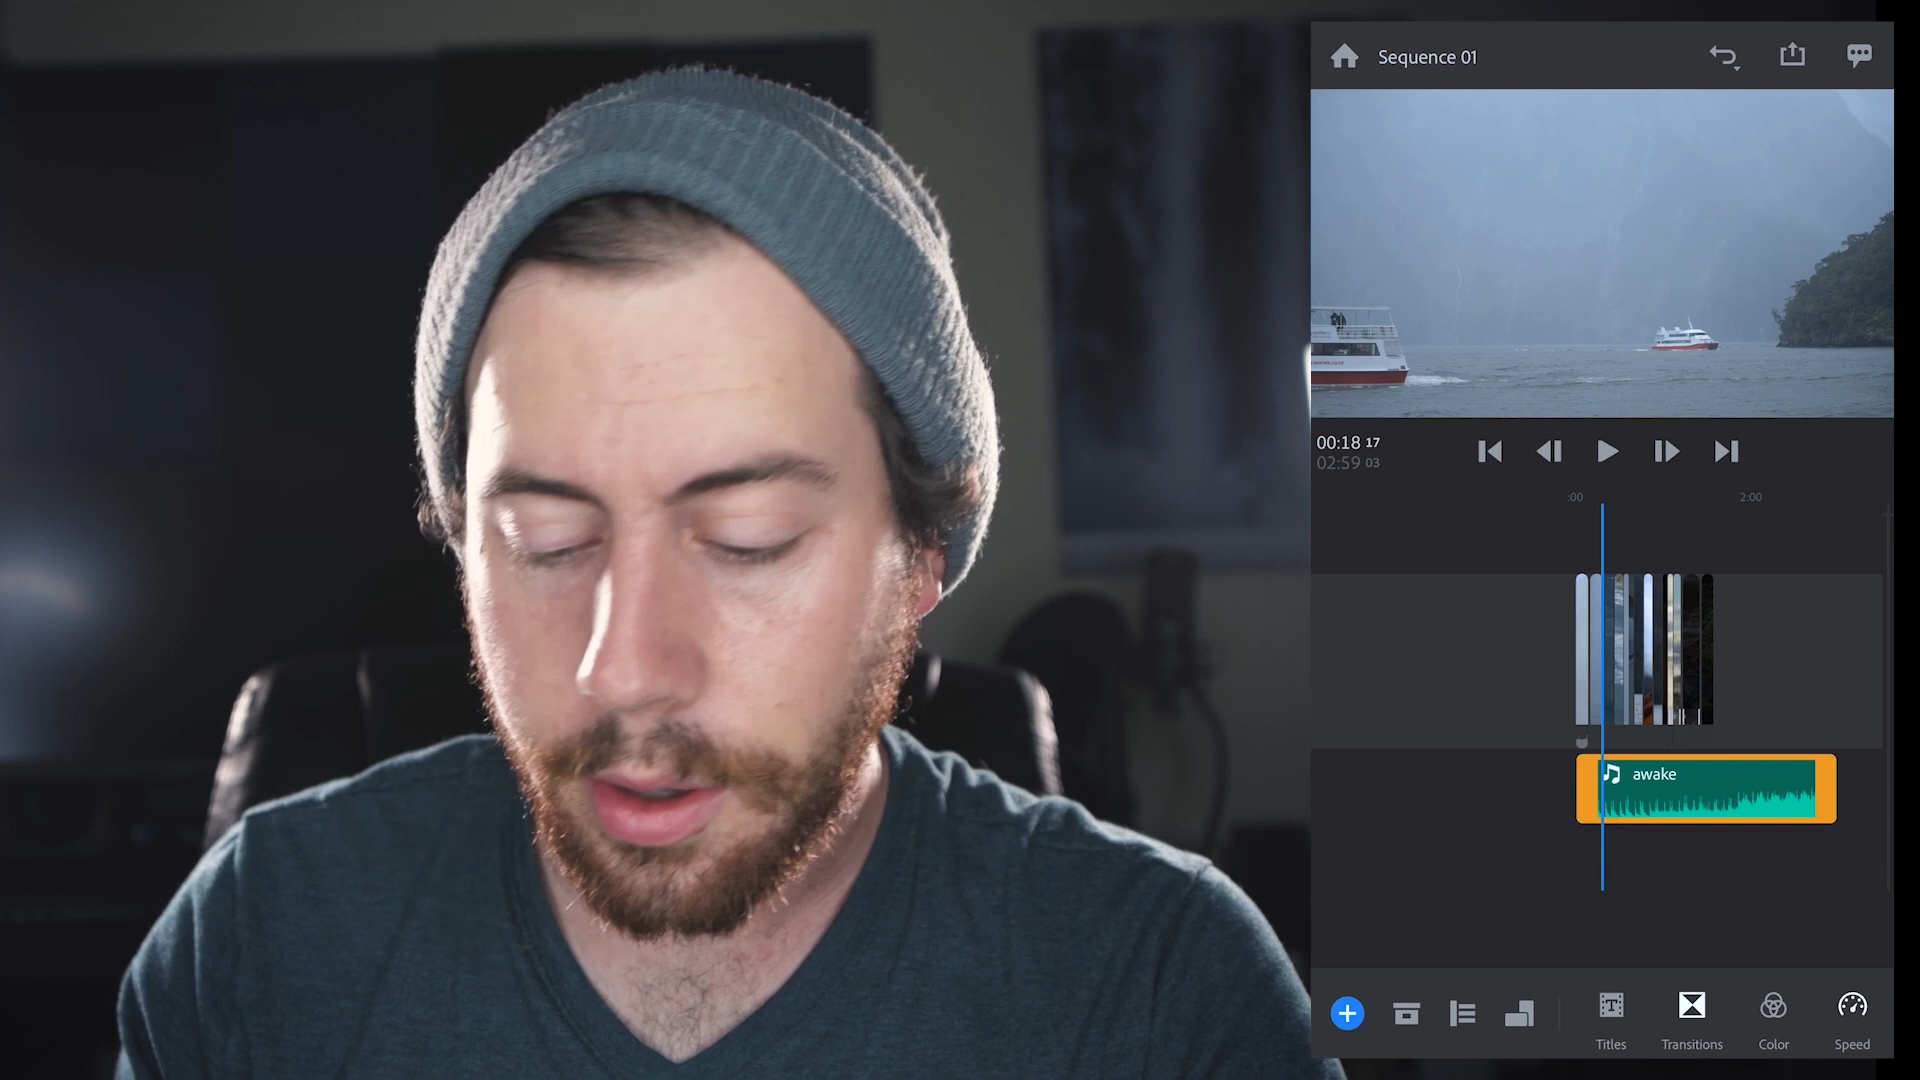 Sequence 01
00:18 17
02:59 03
:00
2:00
awake
Titles
Transitions
Color
Speed